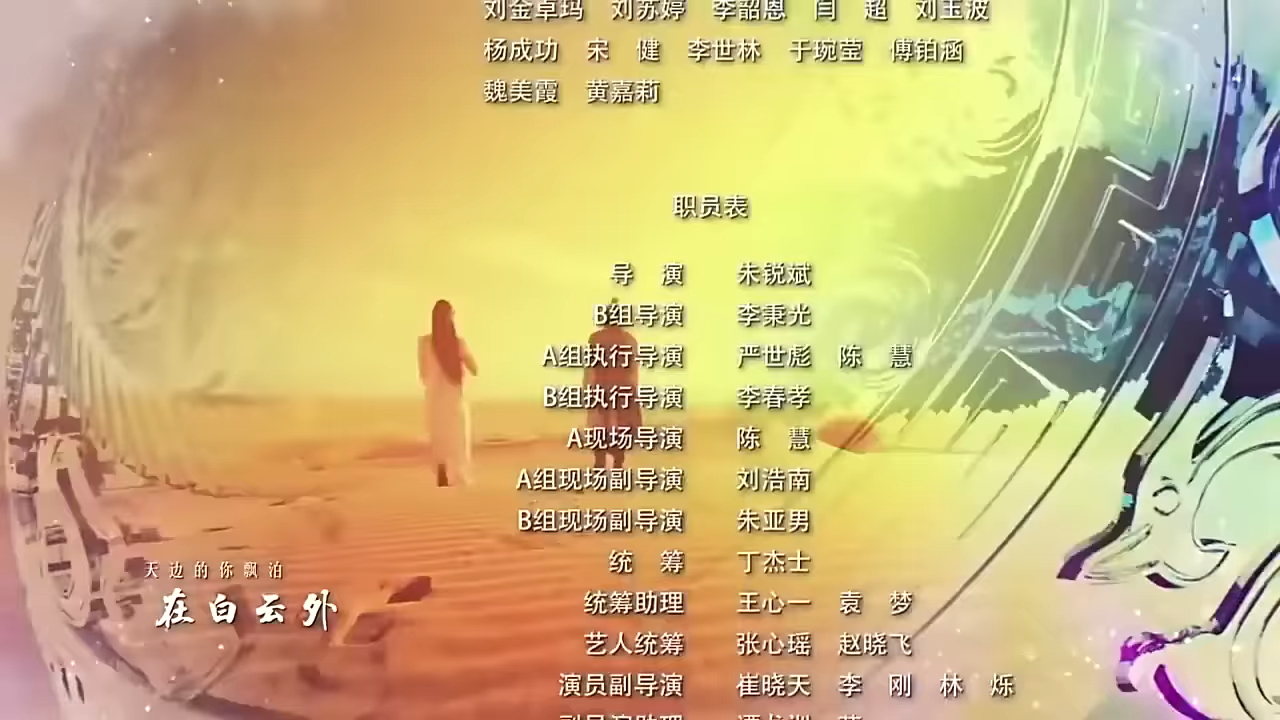 刘金卓玛 刘苏婷 李韶恩 闫 超 刘玉波
杨成功 宋 健 李世林 于琬莹 傅铂涵
魏美霞 黄嘉莉
职员表
导 演 朱锐斌
B组导演 李秉光
A组执行导演 严世彪 陈 慧
B组执行导演 李春孝
A现场导演 陈 慧
A组现场副导演 刘浩南
B组现场副导演 朱亚男
统 筹 丁杰士
统筹助理 王心一 袁 梦
艺人统筹 张心瑶 赵晓飞
演员副导演 崔晓天 李 刚 林 烁
天边的你飘泊
在白云外